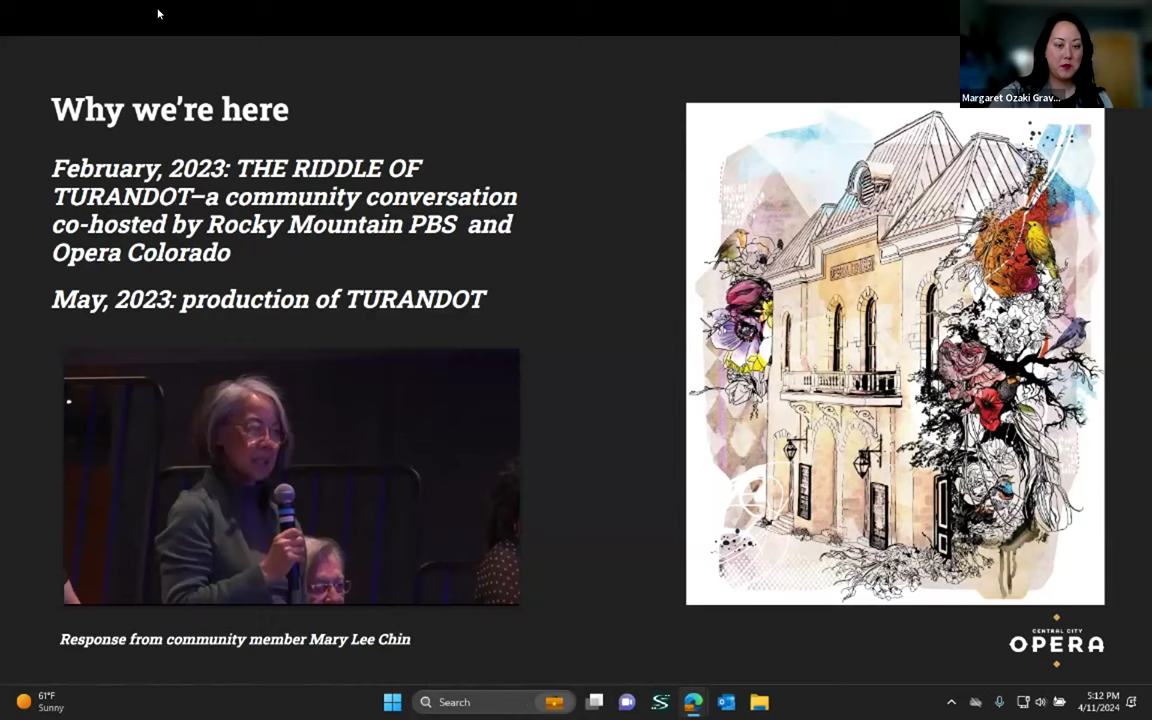 Margaret Ozaki Grav...
Why we're here
February, 2023: THE RIDDLE OF
TURANDOT–a community conversation
co-hosted by Rocky Mountain PBS and
Opera Colorado
May, 2023: production of TURANDOT
Response from community member Mary Lee Chin
CENTRAL CITY
OPERA
61°F
Sunny
Search
5:12 PM
4/11/2024